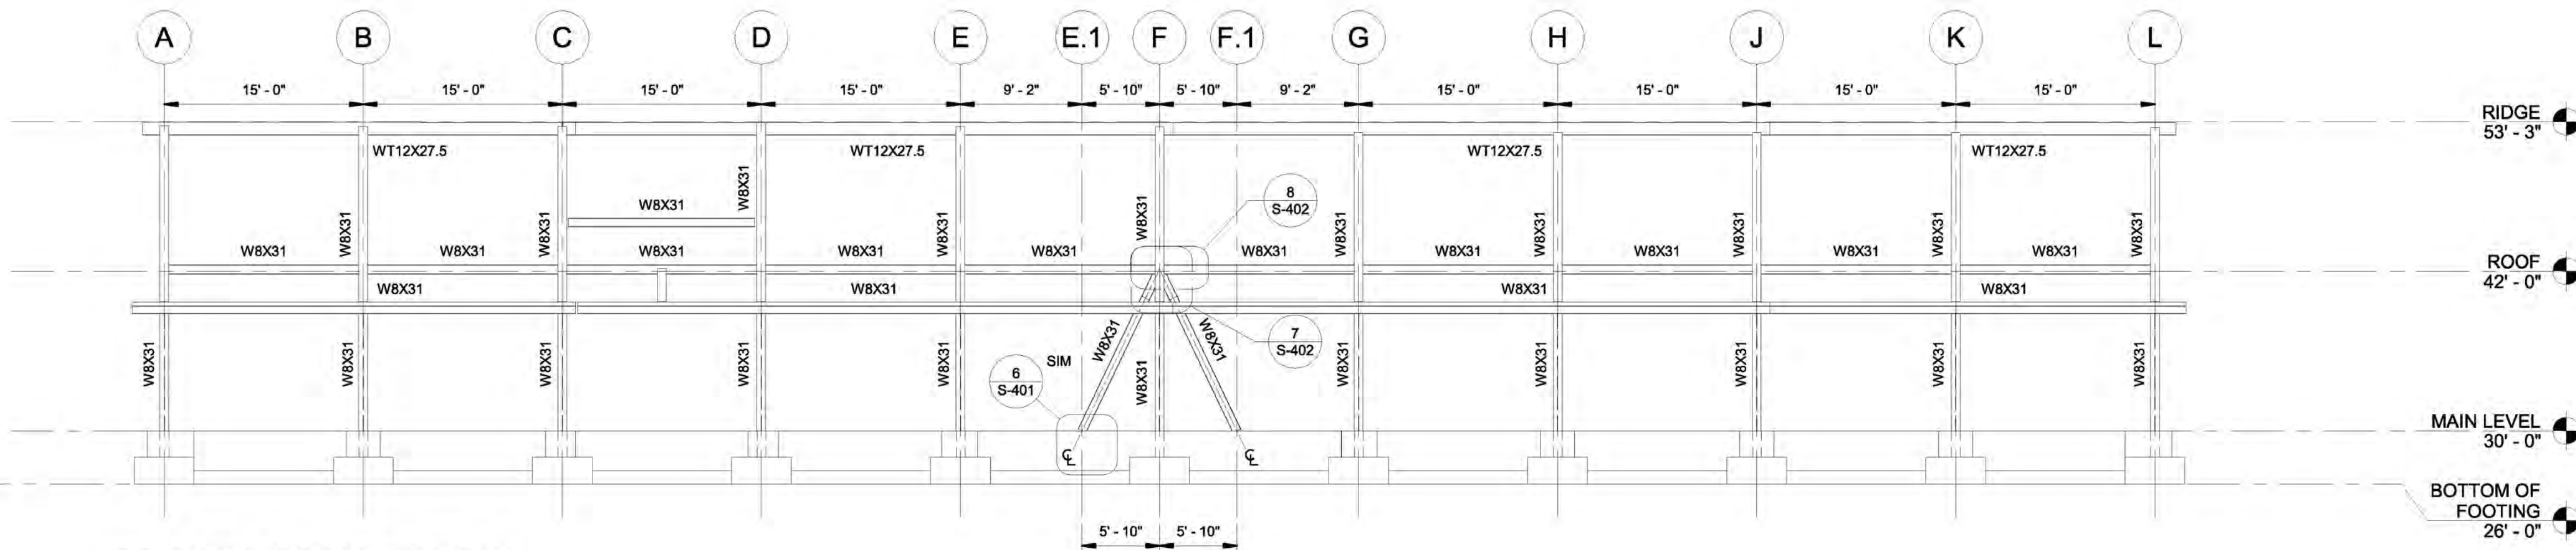 A B C D E E.1 F F.1 G H J K L
15' - 0" 15' - 0" 15' - 0" 15' - 0" 9' - 2" 5' - 10" 5' - 10" 9' - 2" 15' - 0" 15' - 0" 15' - 0" 15' - 0"
RIDGE
53' - 3"
WT12X27.5 WT12X27.5 WT12X27.5 WT12X27.5
W8X31
8
S-402
W8X31
W8X31 W8X31 W8X31 W8X31 W8X31 W8X31 W8X31 W8X31 W8X31 W8X31
W8X31 W8X31 W8X31 W8X31 W8X31 W8X31 W8X31 W8X31 W8X31 W8X31
ROOF
42' - 0"
W8X31 W8X31 W8X31 W8X31
7
S-402
W8X31 W8X31
SIM
6
S-401
W8X31 W8X31 W8X31 W8X31 W8X31 W8X31 W8X31 W8X31 W8X31 W8X31 W8X31
MAIN LEVEL
30' - 0"
CL CL
BOTTOM OF
FOOTING
26' - 0"
5' - 10" 5' - 10"